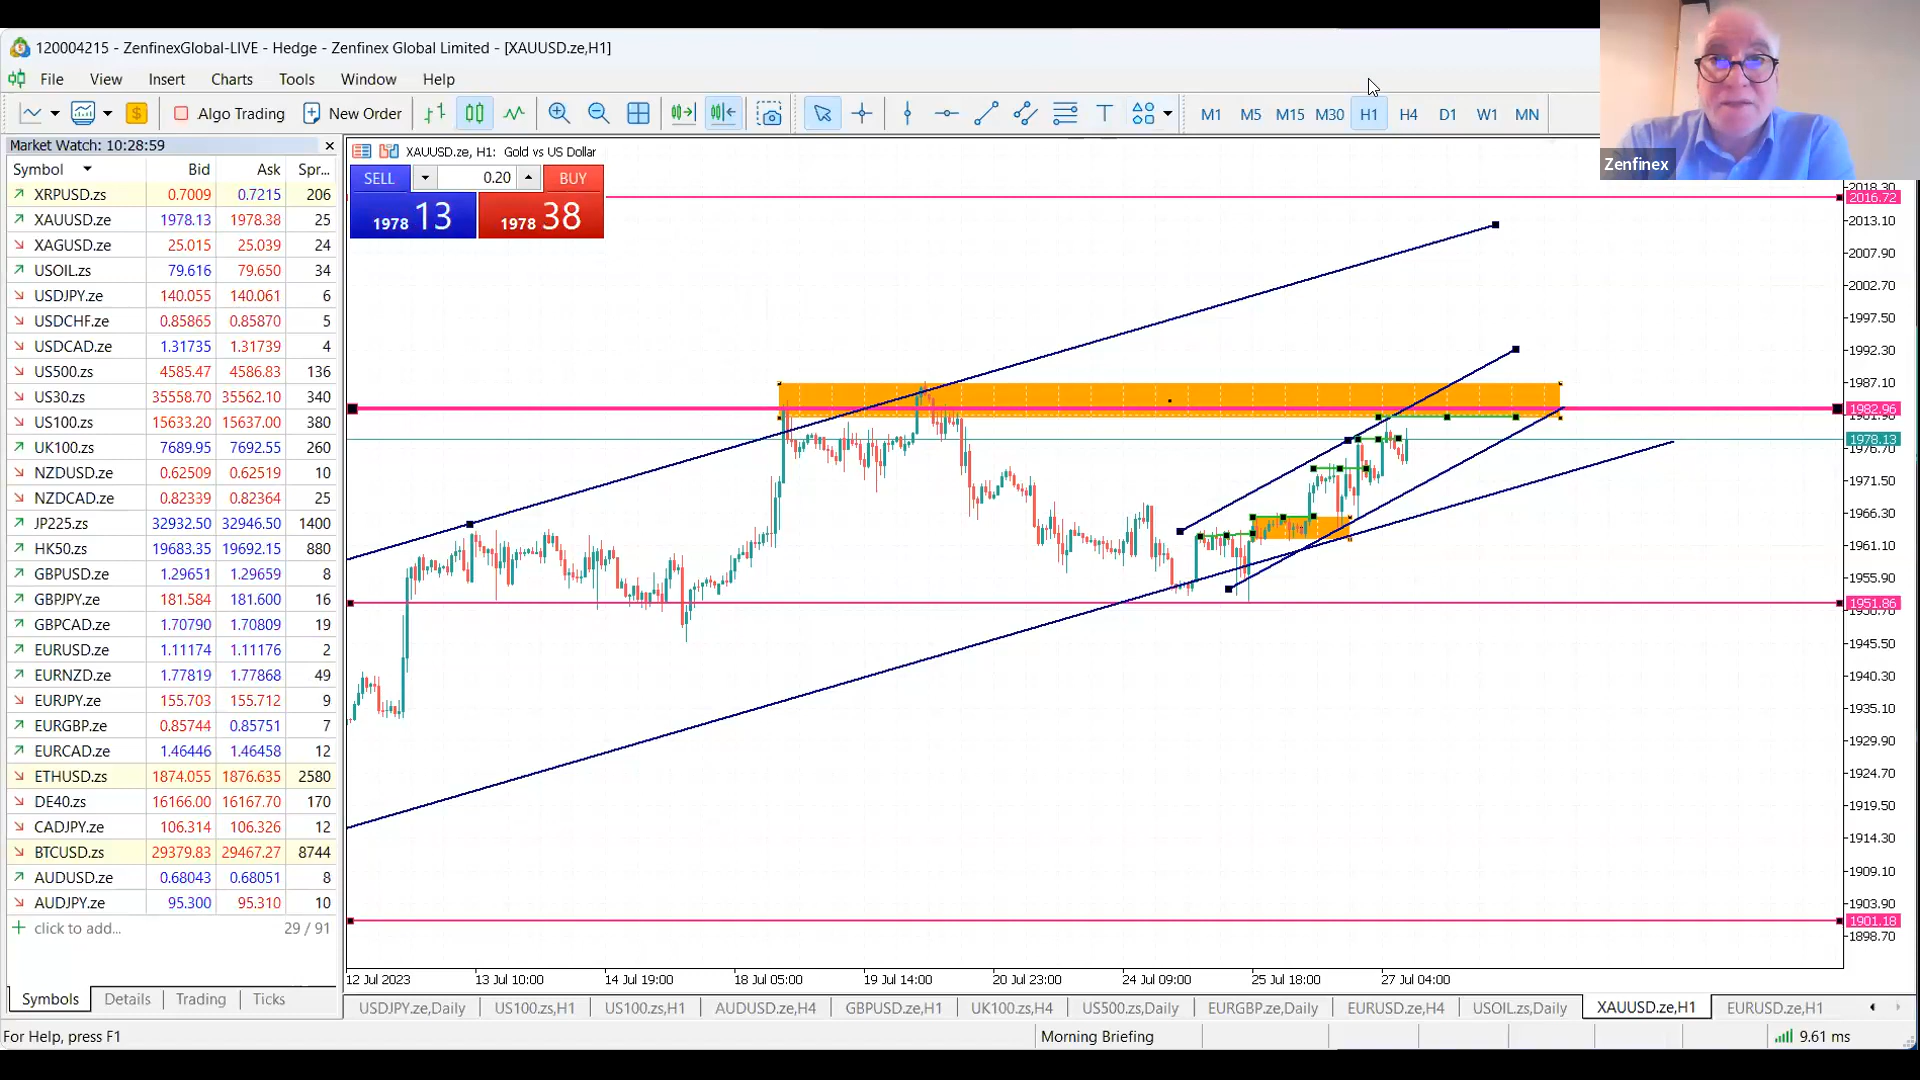 120004215 - ZenfinexGlobal-LIVE - Hedge - Zenfinex Global Limited - [XAUUSD.ze,H1]
File View Insert Charts Tools Window Help
Algo Trading New Order M1 M5 M15 M30 H1 H4 D1 W1 MN
Zenfinex
Market Watch: 10:28:59
Symbol Bid Ask Spr...
XRPUSD.zs 0.7009 0.7215 206
XAUUSD.ze 1978.13 1978.38 25
XAGUSD.ze 25.015 25.039 24
USOIL.zs 79.616 79.650 34
USDJPY.ze 140.055 140.061 6
USDCHF.ze 0.85865 0.85870 5
USDCAD.ze 1.31735 1.31739 4
US500.zs 4585.47 4586.83 136
US30.zs 35558.70 35562.10 340
US100.zs 15633.20 15637.00 380
UK100.zs 7689.95 7692.55 260
NZDUSD.ze 0.62509 0.62519 10
NZDCAD.ze 0.82339 0.82364 25
JP225.zs 32932.50 32946.50 1400
HK50.zs 19683.35 19692.15 880
GBPUSD.ze 1.29651 1.29659 8
GBPJPY.ze 181.584 181.600 16
GBPCAD.ze 1.70790 1.70809 19
EURUSD.ze 1.11174 1.11176 2
EURNZD.ze 1.77819 1.77868 49
EURJPY.ze 155.703 155.712 9
EURGBP.ze 0.85744 0.85751 7
EURCAD.ze 1.46446 1.46458 12
ETHUSD.zs 1874.055 1876.635 2580
DE40.zs 16166.00 16167.70 170
CADJPY.ze 106.314 106.326 12
BTCUSD.zs 29379.83 29467.27 8744
AUDUSD.ze 0.68043 0.68051 8
AUDJPY.ze 95.300 95.310 10
click to add... 29 / 91
Symbols Details Trading Ticks
XAUUSD.ze, H1: Gold vs US Dollar
SELL 0.20 BUY
1978 13 1978 38
2018.30
2016.72
2013.10
2007.90
2002.70
1997.50
1992.30
1987.10
1982.96
1978.13
1976.70
1971.50
1966.30
1961.10
1955.90
1951.86
1950.70
1945.50
1940.30
1935.10
1929.90
1924.70
1919.50
1914.30
1909.10
1903.90
1901.18
1898.70
12 Jul 2023 13 Jul 10:00 14 Jul 19:00 18 Jul 05:00 19 Jul 14:00 20 Jul 23:00 24 Jul 09:00 25 Jul 18:00 27 Jul 04:00
USDJPY.ze,Daily US100.zs,H1 US100.zs,H1 AUDUSD.ze,H4 GBPUSD.ze,H1 UK100.zs,H4 US500.zs,Daily EURGBP.ze,Daily EURUSD.ze,H4 USOIL.zs,Daily XAUUSD.ze,H1 EURUSD.ze,H1
For Help, press F1 Morning Briefing 9.61 ms